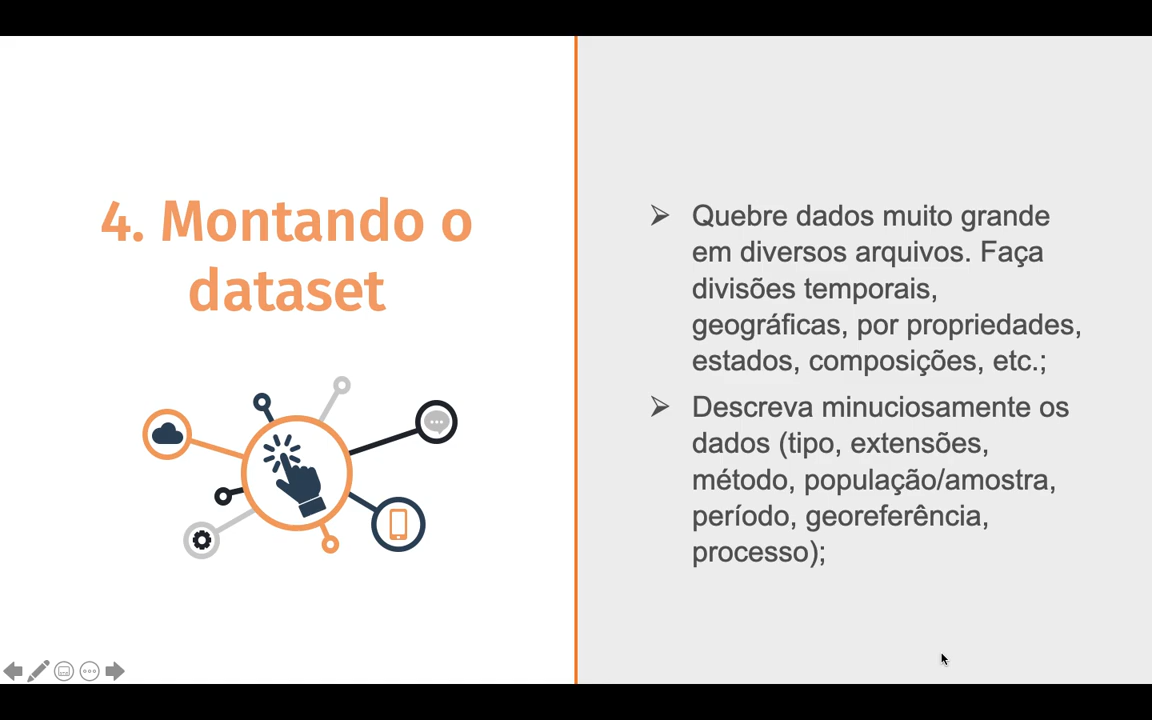 4. Montando o
dataset
Quebre dados muito grande
em diversos arquivos. Faça
divisões temporais,
geográficas, por propriedades,
estados, composições, etc.;
Descreva minuciosamente os
dados (tipo, extensões,
método, população/amostra,
período, georeferência,
processo);